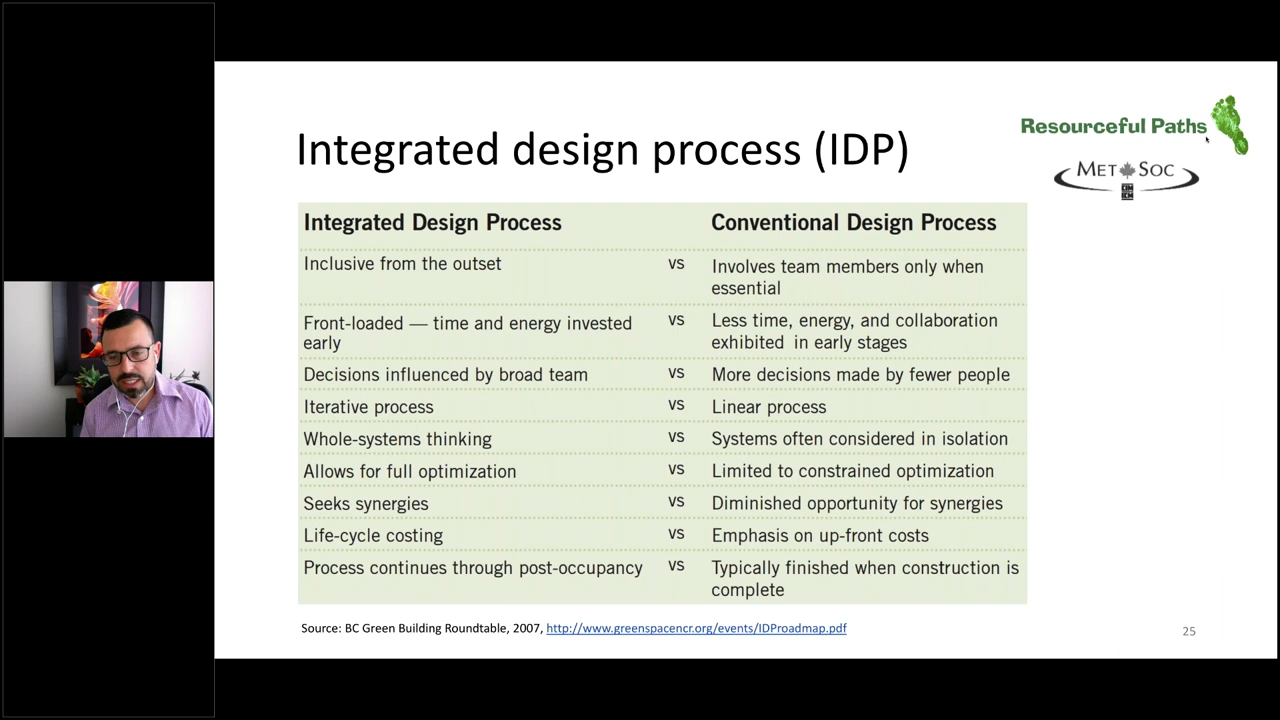 Resourceful Paths
Integrated design process (IDP)
MET SOC
CIM
ICM
Integrated Design Process Conventional Design Process
Inclusive from the outset vs Involves team members only when
essential
Front-loaded — time and energy invested vs Less time, energy, and collaboration
early exhibited in early stages
Decisions influenced by broad team vs More decisions made by fewer people
Iterative process vs Linear process
Whole-systems thinking vs Systems often considered in isolation
Allows for full optimization vs Limited to constrained optimization
Seeks synergies vs Diminished opportunity for synergies
Life-cycle costing vs Emphasis on up-front costs
Process continues through post-occupancy vs Typically finished when construction is
complete
Source: BC Green Building Roundtable, 2007, http://www.greenspacencr.org/events/IDProadmap.pdf
25